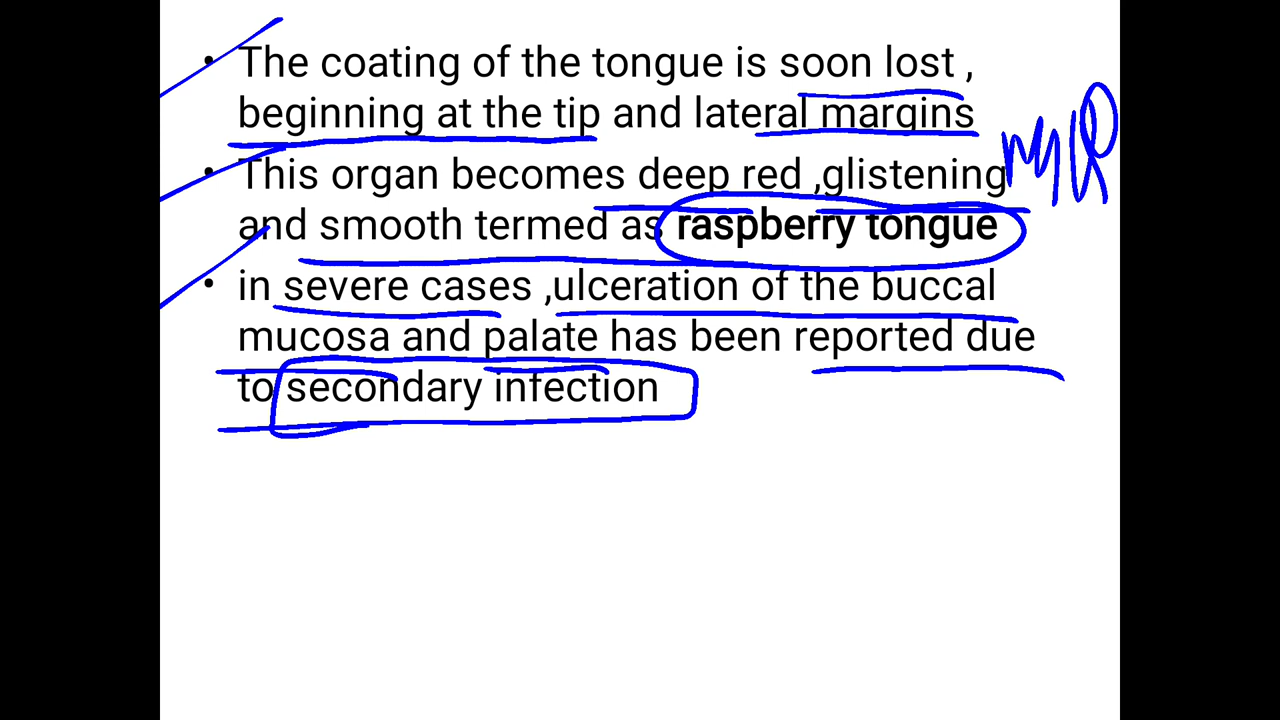 • The coating of the tongue is soon lost ,
beginning at the tip and lateral margins
• This organ becomes deep red ,glistening
and smooth termed as raspberry tongue
• in severe cases ,ulceration of the buccal
mucosa and palate has been reported due
to secondary infection